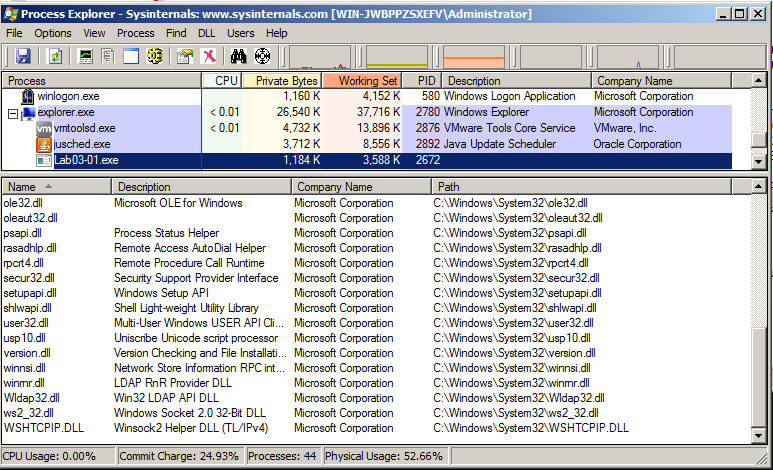 Process Explorer - Sysinternals: www.sysinternals.com [WIN-JWBPPZSXEFV\Administrator]
File Options View Process Find DLL Users Help
Process CPU Private Bytes Working Set PID Description Company Name
winlogon.exe 1,160 K 4,152 K 580 Windows Logon Application Microsoft Corporation
explorer.exe < 0.01 26,540 K 37,716 K 2780 Windows Explorer Microsoft Corporation
vm vmtoolsd.exe < 0.01 4,732 K 13,896 K 2876 VMware Tools Core Service VMware, Inc.
jusched.exe 3,712 K 8,556 K 2892 Java Update Scheduler Oracle Corporation
Lab03-01.exe 1,184 K 3,588 K 2672
Name Description Company Name Path
ole32.dll Microsoft OLE for Windows Microsoft Corporation C:\Windows\System32\ole32.dll
oleaut32.dll Microsoft Corporation C:\Windows\System32\oleaut32.dll
psapi.dll Process Status Helper Microsoft Corporation C:\Windows\System32\psapi.dll
rasadhlp.dll Remote Access AutoDial Helper Microsoft Corporation C:\Windows\System32\rasadhlp.dll
rpcrt4.dll Remote Procedure Call Runtime Microsoft Corporation C:\Windows\System32\rpcrt4.dll
secur32.dll Security Support Provider Interface Microsoft Corporation C:\Windows\System32\secur32.dll
setupapi.dll Windows Setup API Microsoft Corporation C:\Windows\System32\setupapi.dll
shlwapi.dll Shell Light-weight Utility Library Microsoft Corporation C:\Windows\System32\shlwapi.dll
user32.dll Multi-User Windows USER API Cli... Microsoft Corporation C:\Windows\System32\user32.dll
usp10.dll Uniscribe Unicode script processor Microsoft Corporation C:\Windows\System32\usp10.dll
version.dll Version Checking and File Installati... Microsoft Corporation C:\Windows\System32\version.dll
winnsi.dll Network Store Information RPC int... Microsoft Corporation C:\Windows\System32\winnsi.dll
winrnr.dll LDAP RnR Provider DLL Microsoft Corporation C:\Windows\System32\winrnr.dll
Wldap32.dll Win32 LDAP API DLL Microsoft Corporation C:\Windows\System32\Wldap32.dll
ws2_32.dll Windows Socket 2.0 32-Bit DLL Microsoft Corporation C:\Windows\System32\ws2_32.dll
WSHTCPIP.DLL Winsock2 Helper DLL (TL/IPv4) Microsoft Corporation C:\Windows\System32\WSHTCPIP.DLL
CPU Usage: 0.00% Commit Charge: 24.93% Processes: 44 Physical Usage: 52.66%